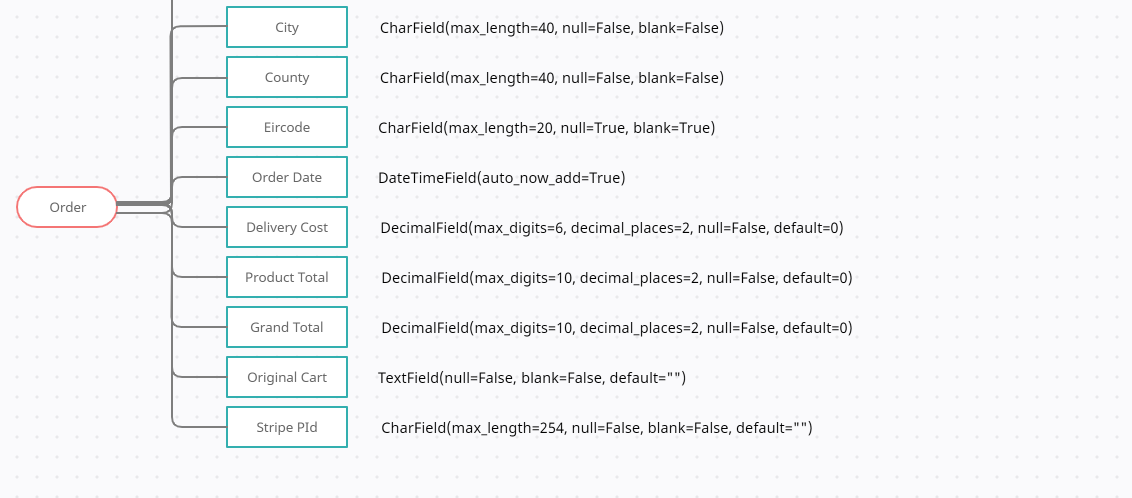 City CharField(max_length=40, null=False, blank=False)
County CharField(max_length=40, null=False, blank=False)
Eircode CharField(max_length=20, null=True, blank=True)
Order Date DateTimeField(auto_now_add=True)
Order
Delivery Cost DecimalField(max_digits=6, decimal_places=2, null=False, default=0)
Product Total DecimalField(max_digits=10, decimal_places=2, null=False, default=0)
Grand Total DecimalField(max_digits=10, decimal_places=2, null=False, default=0)
Original Cart TextField(null=False, blank=False, default="")
Stripe PId CharField(max_length=254, null=False, blank=False, default="")